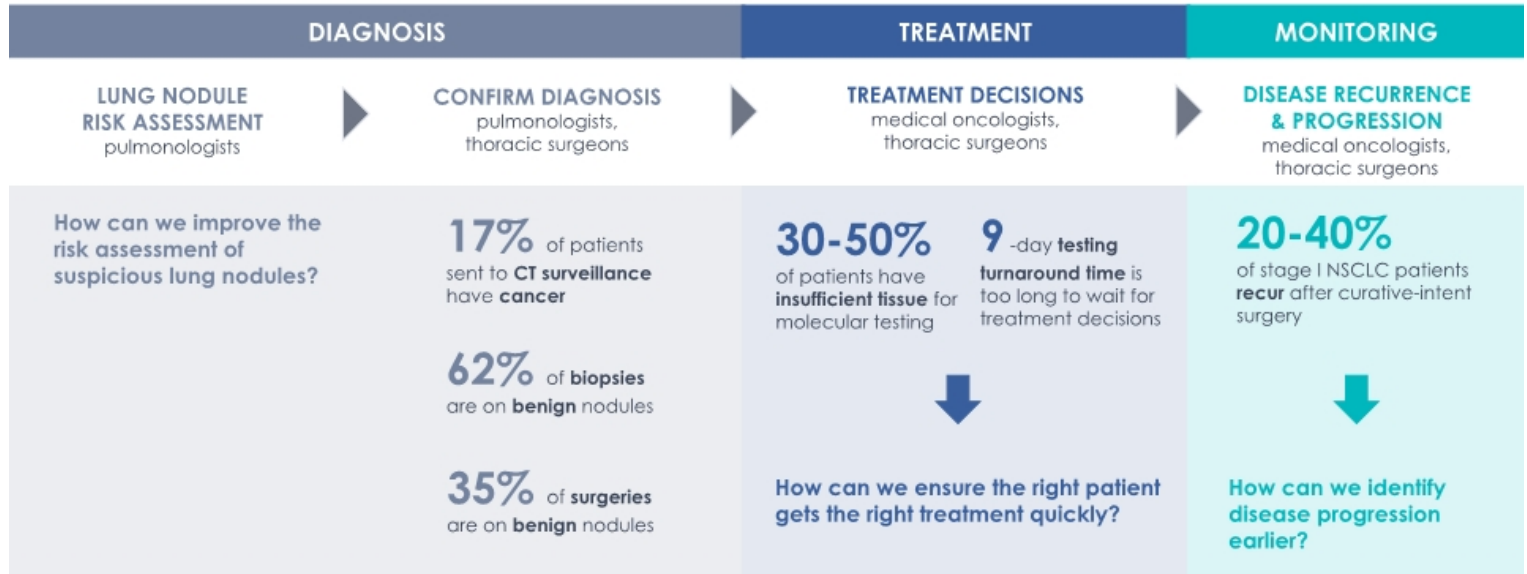 DIAGNOSIS
TREATMENT
MONITORING
LUNG NODULE
RISK ASSESSMENT
pulmonologists
CONFIRM DIAGNOSIS
pulmonologists,
thoracic surgeons
TREATMENT DECISIONS
medical oncologists,
thoracic surgeons
DISEASE RECURRENCE
& PROGRESSION
medical oncologists,
thoracic surgeons
How can we improve the
risk assessment of
suspicious lung nodules?
17% of patients
sent to CT surveillance
have cancer
62% of biopsies
are on benign nodules
35% of surgeries
are on benign nodules
30-50%
of patients have
insufficient tissue for
molecular testing
9 -day testing
turnaround time is
too long to wait for
treatment decisions
How can we ensure the right patient
gets the right treatment quickly?
20-40%
of stage I NSCLC patients
recur after curative-intent
surgery
How can we identify
disease progression
earlier?